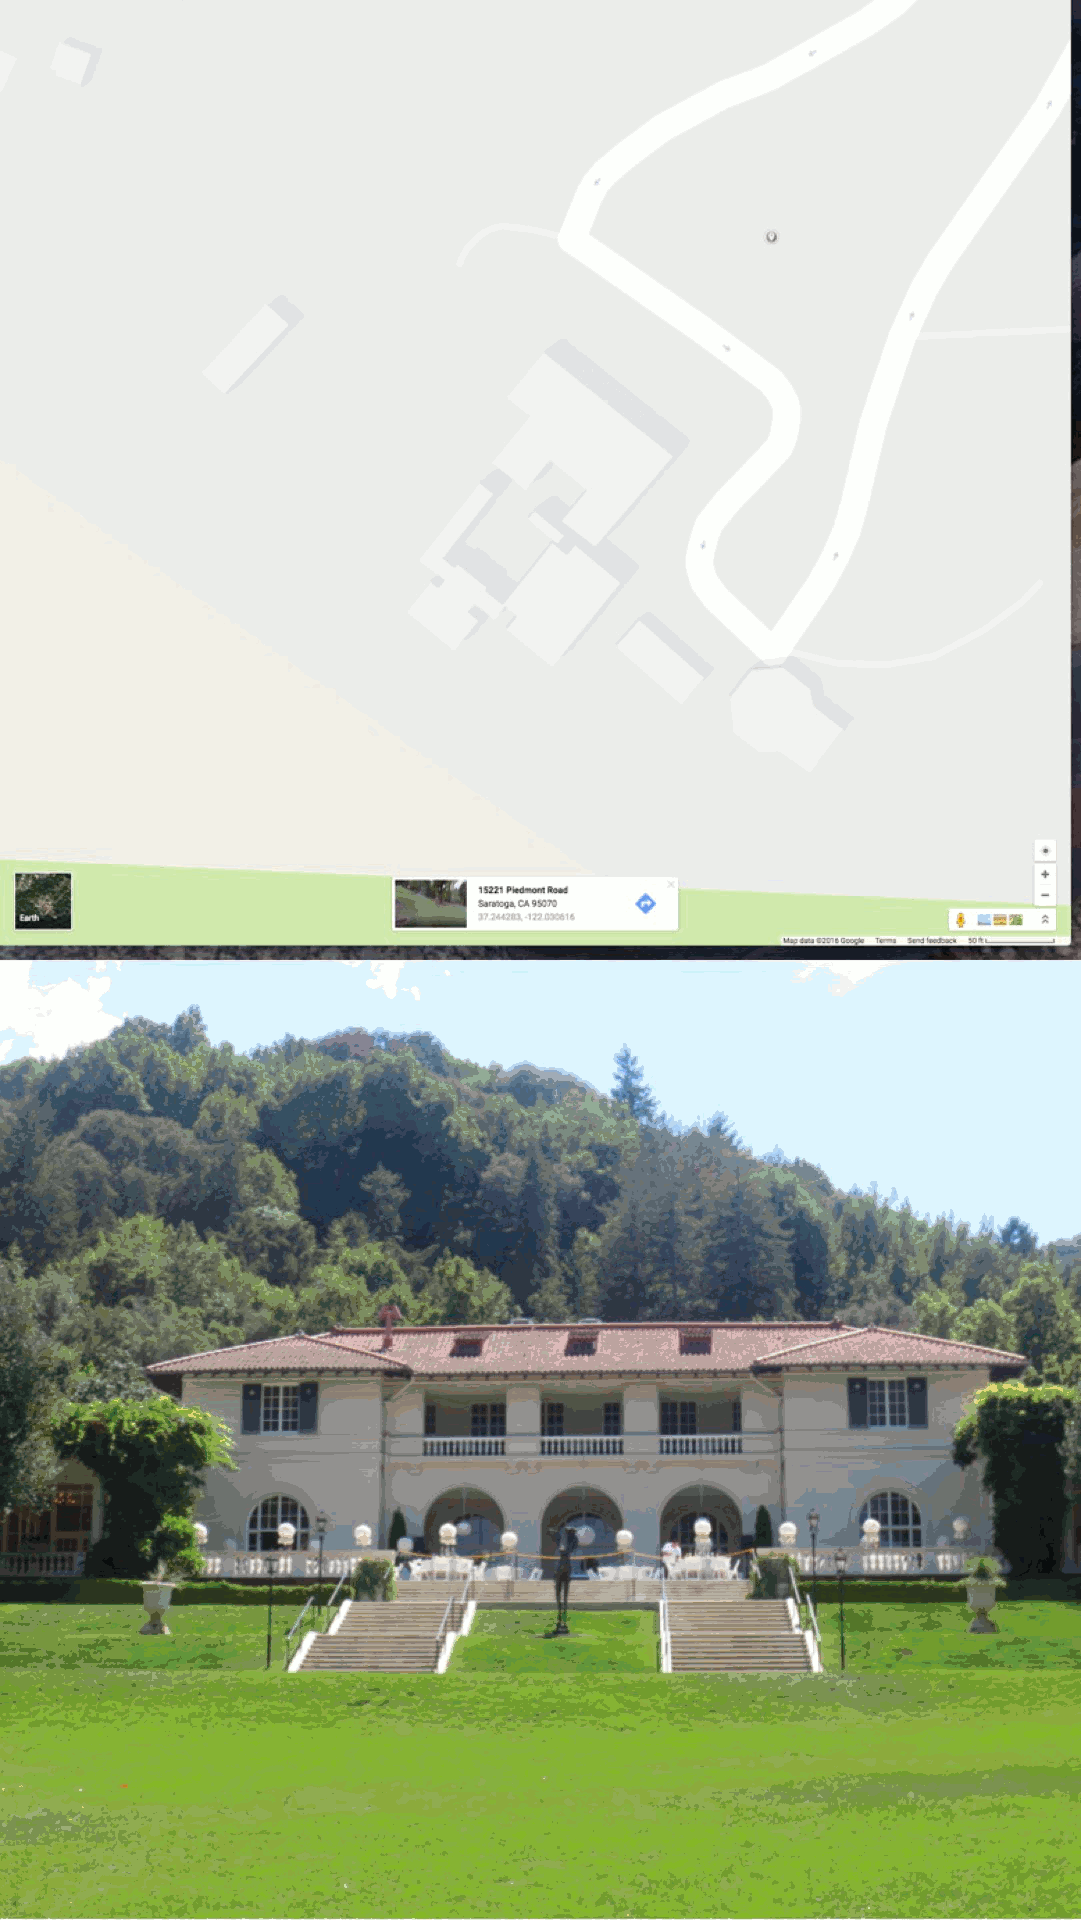 Earth
15221 Piedmont Road
Saratoga, CA 95070
37.244283, -122.030616
Map data ©2016 Google Terms Send feedback 50 ft